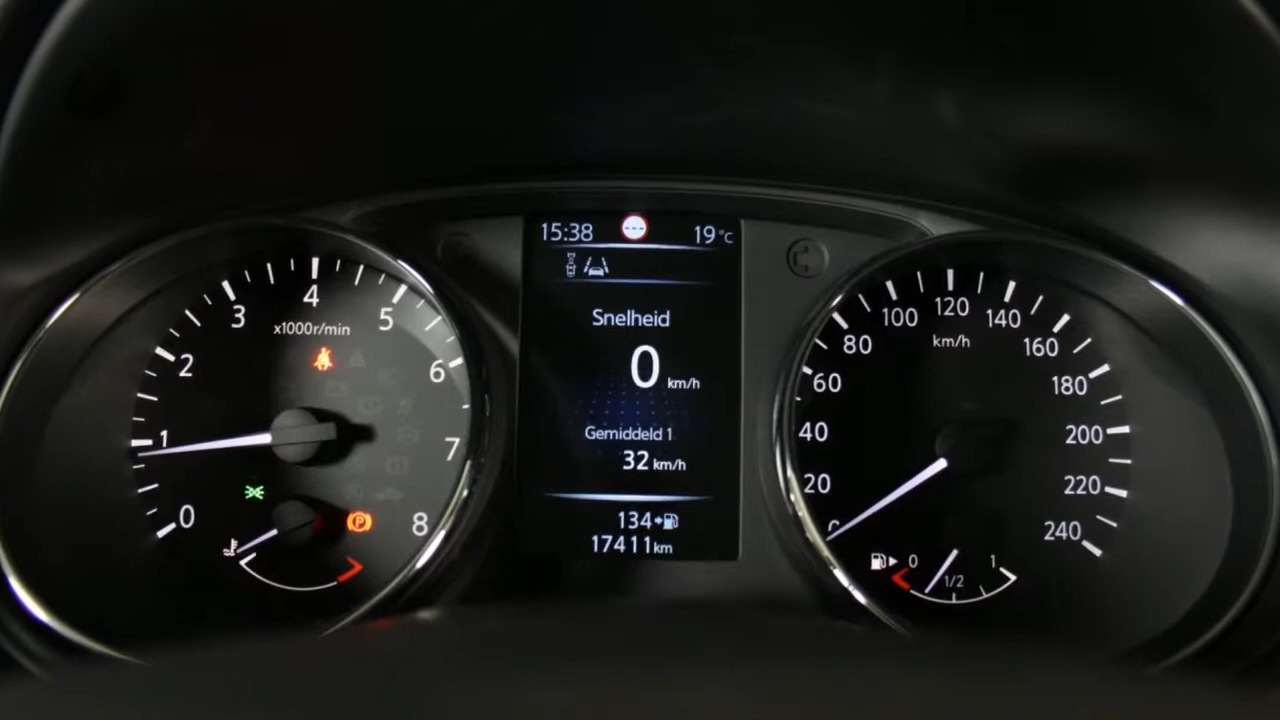 15:38 19°C
Snelheid
0 km/h
Gemiddeld 1
32 km/h
134
17411 km
0
1
2
3
4
5
6
7
8
x1000r/min
P
0
20
40
60
80
100
120
140
160
180
200
220
240
km/h
0 1/2 1